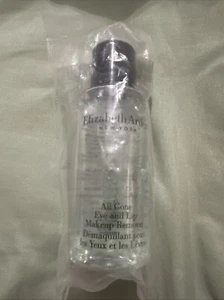 Elizabeth Arden
NEW YORK
All Gone
Eye and Lip
Makeup Remover
Démaquillant pour
les Yeux et les Lèvres